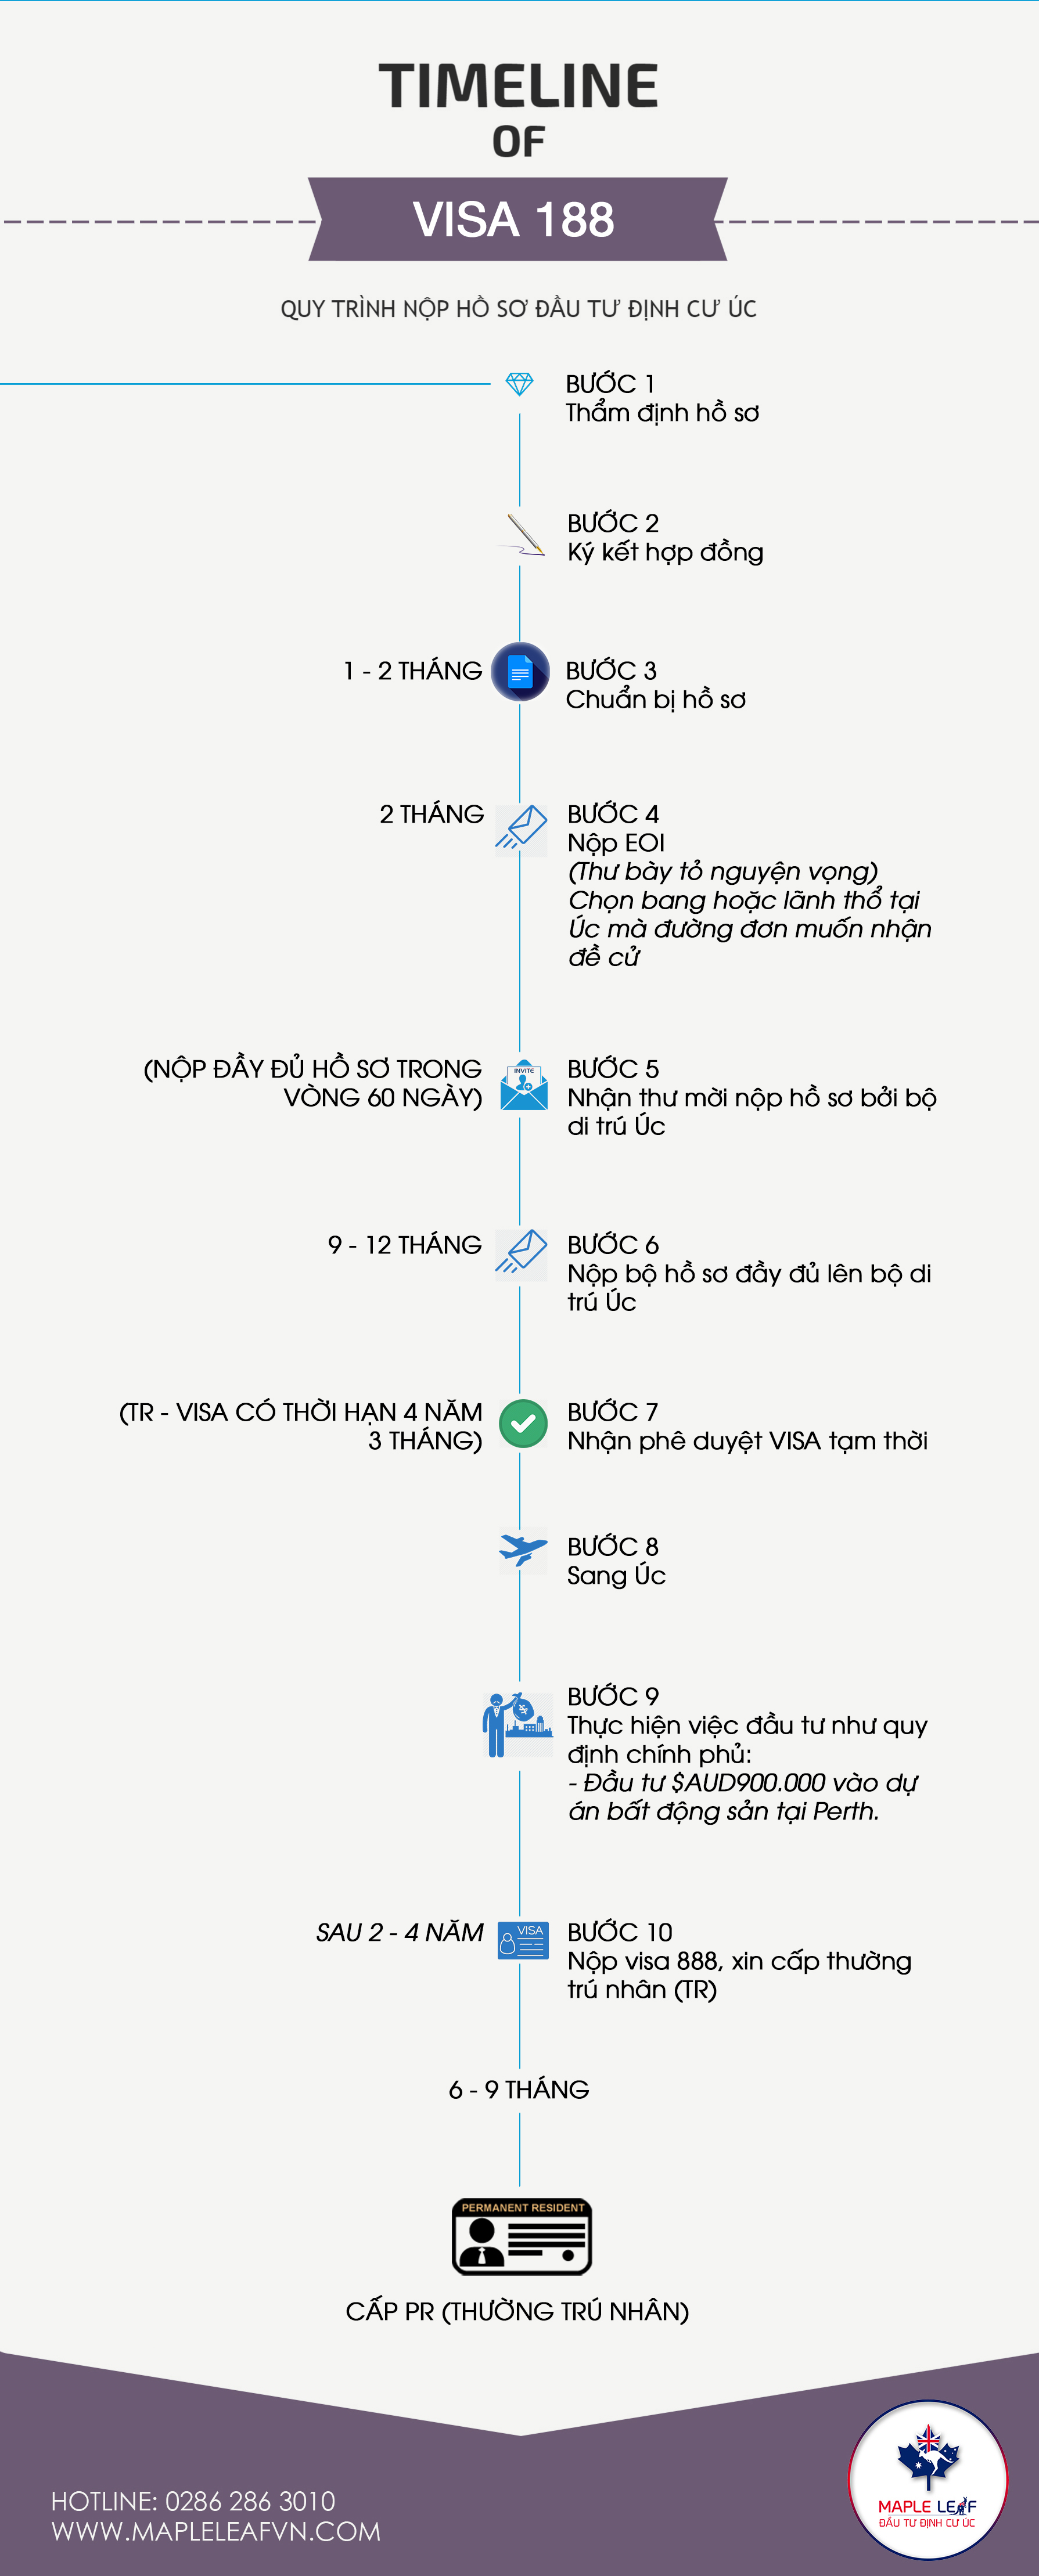 TIMELINE
OF
VISA 188
QUY TRÌNH NỘP HỒ SƠ ĐẦU TƯ ĐỊNH CƯ ÚC
BƯỚC 1
Thẩm định hồ sơ
BƯỚC 2
Ký kết hợp đồng
1 - 2 THÁNG
BƯỚC 3
Chuẩn bị hồ sơ
2 THÁNG
BƯỚC 4
Nộp EOI
(Thư bày tỏ nguyện vọng)
Chọn bang hoặc lãnh thổ tại
Úc mà đường đơn muốn nhận
đề cử
(NỘP ĐẦY ĐỦ HỒ SƠ TRONG
VÒNG 60 NGÀY)
INVITE
BƯỚC 5
Nhận thư mời nộp hồ sơ bởi bộ
di trú Úc
9 - 12 THÁNG
BƯỚC 6
Nộp bộ hồ sơ đầy đủ lên bộ di
trú Úc
(TR - VISA CÓ THỜI HẠN 4 NĂM
3 THÁNG)
BƯỚC 7
Nhận phê duyệt VISA tạm thời
BƯỚC 8
Sang Úc
BƯỚC 9
Thực hiện việc đầu tư như quy
định chính phủ:
- Đầu tư $AUD900.000 vào dự
án bất động sản tại Perth.
SAU 2 - 4 NĂM
VISA
BƯỚC 10
Nộp visa 888, xin cấp thường
trú nhân (TR)
6 - 9 THÁNG
PERMANENT RESIDENT
CẤP PR (THƯỜNG TRÚ NHÂN)
HOTLINE: 0286 286 3010
WWW.MAPLELEAFVN.COM
MAPLE LEAF
ĐẦU TƯ ĐỊNH CƯ ÚC